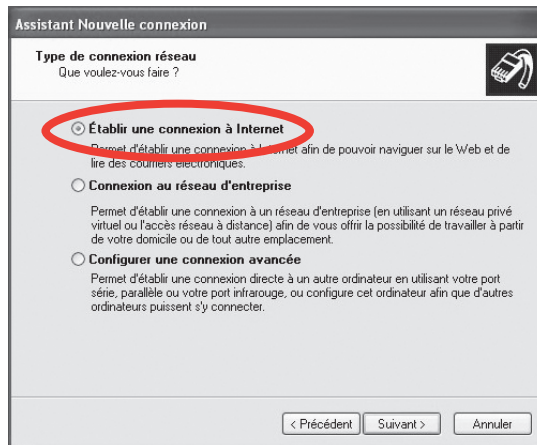 Assistant Nouvelle connexion
Type de connexion réseau
Que voulez-vous faire ?
Établir une connexion à Internet
Permet d'établir une connexion à Internet afin de pouvoir naviguer sur le Web et de
lire des courriers électroniques.
Connexion au réseau d'entreprise
Permet d'établir une connexion à un réseau d'entreprise (en utilisant un réseau privé
virtuel ou l'accès réseau à distance) afin de vous offrir la possibilité de travailler à partir
de votre domicile ou de tout autre emplacement.
Configurer une connexion avancée
Permet d'établir une connexion directe à un autre ordinateur en utilisant votre port
série, parallèle ou votre port infrarouge, ou configure cet ordinateur afin que d'autres
ordinateurs puissent s'y connecter.
< Précédent Suivant > Annuler